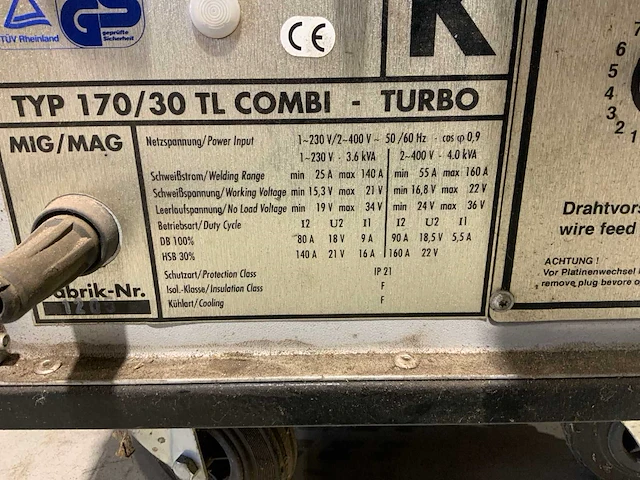 TÜV Rheinland
GS
geprüfte
Sicherheit
CE
K
TYP 170/30 TL COMBI - TURBO
MIG/MAG
Netzspannung/Power Input 1~230 V/2~400 V ~ 50/60 Hz - cos φ 0,9
1~230 V - 3.6 kVA 2~400 V - 4.0 kVA
Schweißstrom/Welding Range min 25 A max 140 A min 55 A max 160 A
Schweißspannung/Working Voltage min 15,3 V max 21 V min 16,8 V max 22 V
Leerlaufspannung/No Load Voltage min 19 V max 34 V min 24 V max 36 V
Betriebsart/Duty Cycle I2 U2 I1 I2 U2 I1
DB 100% 80 A 18 V 9 A 90 A 18,5 V 5,5 A
HSB 30% 140 A 21 V 16 A 160 A 22 V
Schutzart/Protection Class IP 21
Isol.-Klasse/Insulation Class F
Kühlart/Cooling F
abrik-Nr.
7
6
5
4
3
2
1
Drahtvors
wire feed
ACHTUNG !
Vor Platinenwechsel
remove plug bevore o